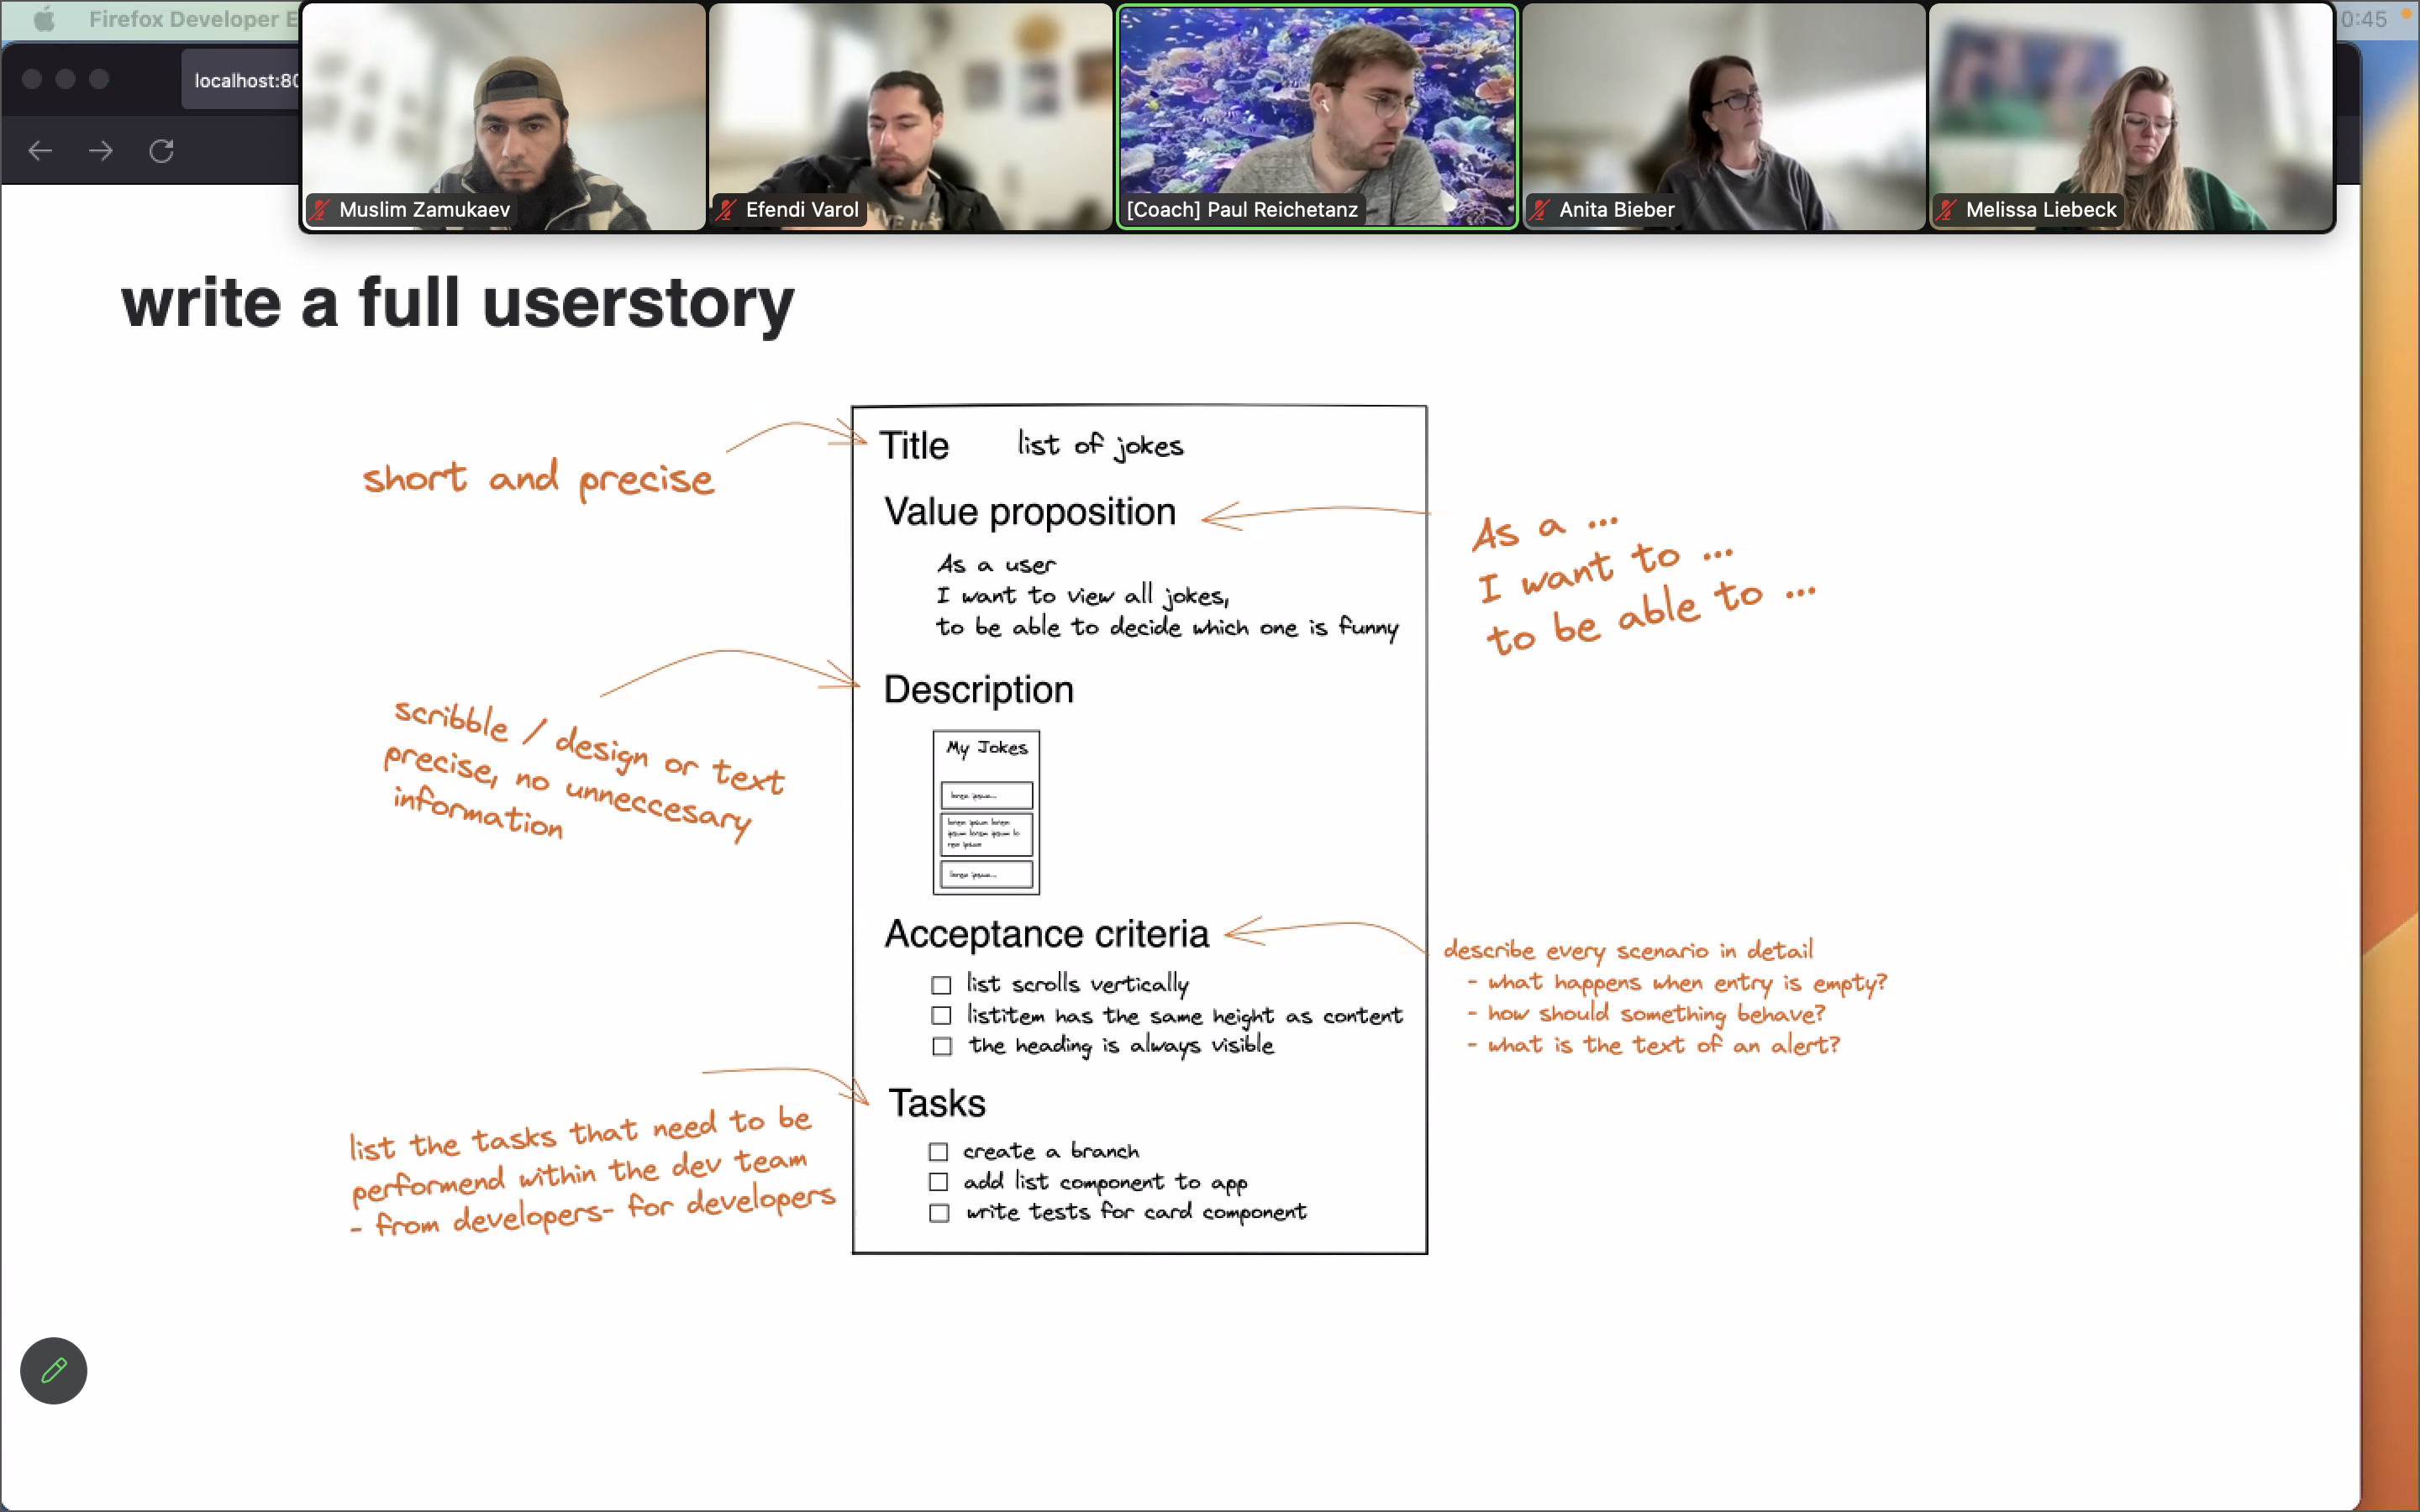 Firefox Developer E
0:45
localhost:80
Muslim Zamukaev
Efendi Varol
[Coach] Paul Reichetanz
Anita Bieber
Melissa Liebeck
write a full userstory
short and precise
Title list of jokes
Value proposition
As a user
I want to view all jokes,
to be able to decide which one is funny
As a ...
I want to ...
to be able to ...
scribble / design or text
precise, no unneccesary
information
Description
My Jokes
lorem ipsum...
lorem ipsum lorem
ipsum lorem ipsum lo
rem ipsum
lorem ipsum...
Acceptance criteria
list scrolls vertically
listitem has the same height as content
the heading is always visible
describe every scenario in detail
- what happens when entry is empty?
- how should something behave?
- what is the text of an alert?
list the tasks that need to be
performend within the dev team
- from developers- for developers
Tasks
create a branch
add list component to app
write tests for card component